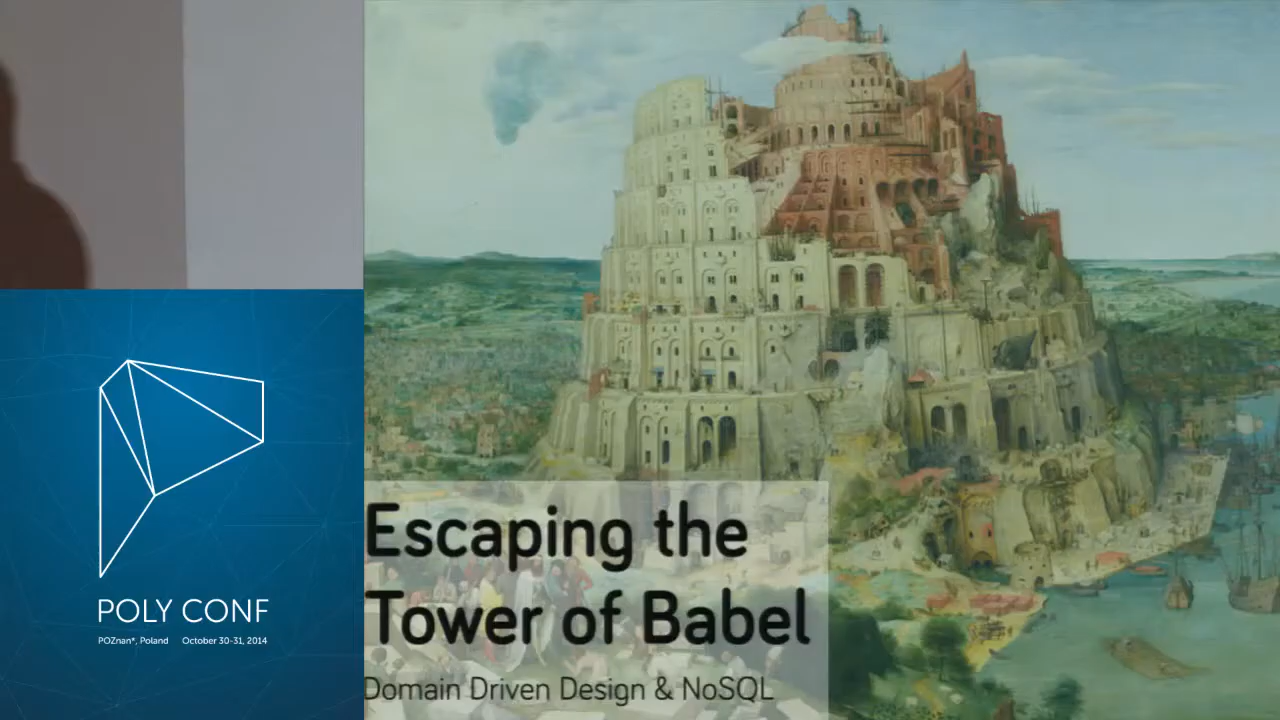 POLY CONF
POZnan*, Poland October 30-31, 2014
Escaping the
Tower of Babel
Domain Driven Design & NoSQL